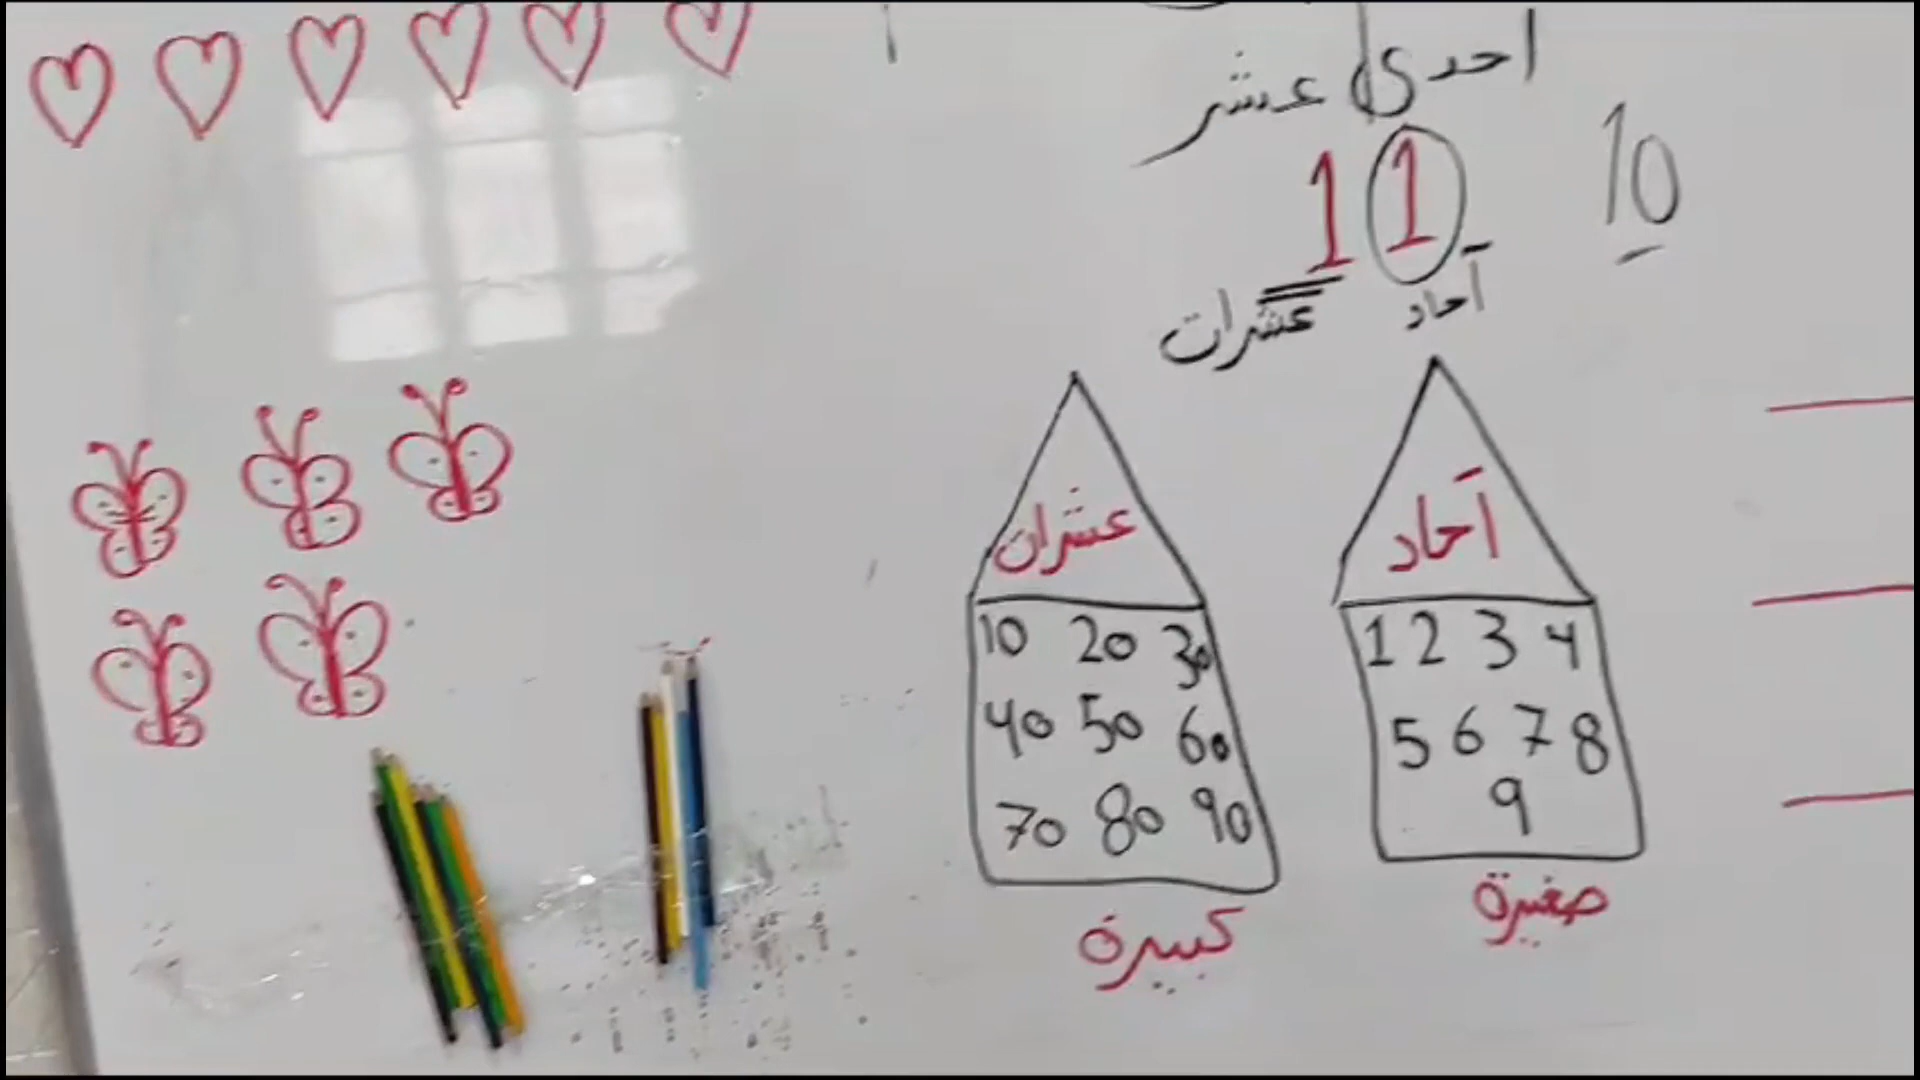 احدى عشر
11 10
آحاد عشرات
آحاد
1 2 3 4
5 6 7 8
9
صغيرة
عشرات
10 20 30
40 50 60
70 80 90
كبيرة